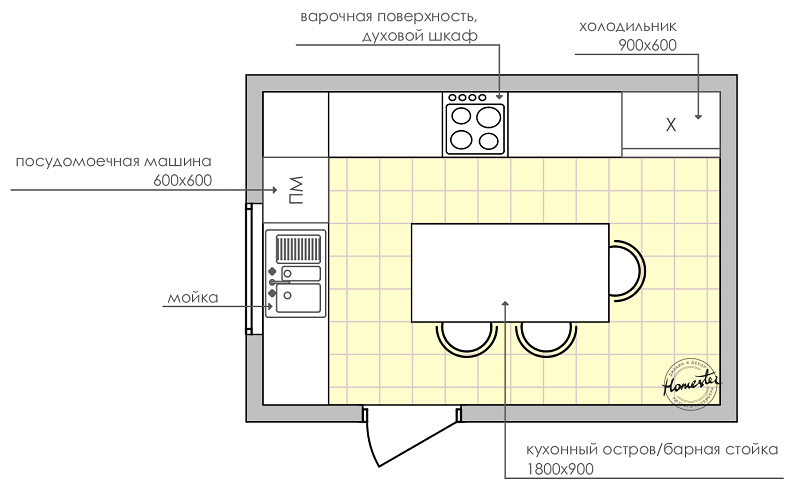 варочная поверхность,
духовой шкаф
холодильник
900х600
X
посудомоечная машина
600х600
ПМ
мойка
Homester
кухонный остров/барная стойка
1800х900